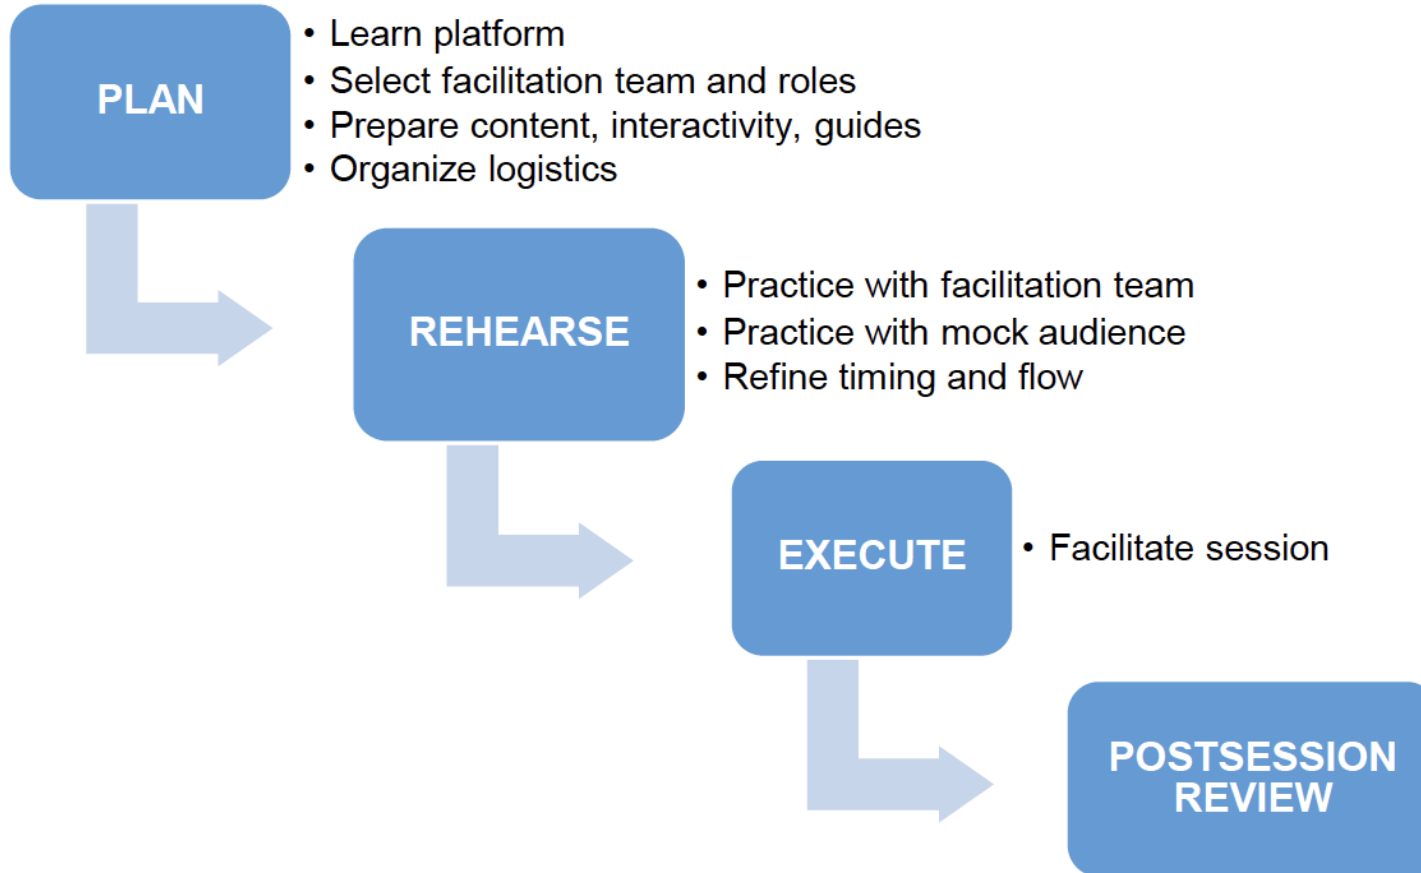 PLAN
• Learn platform
• Select facilitation team and roles
• Prepare content, interactivity, guides
• Organize logistics
REHEARSE
• Practice with facilitation team
• Practice with mock audience
• Refine timing and flow
EXECUTE
• Facilitate session
POSTSESSION
REVIEW